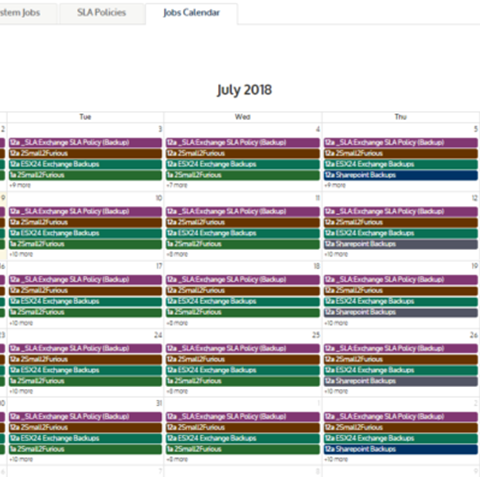 stem Jobs SLA Policies Jobs Calendar
July 2018
Tue Wed Thu
2 3 4 5
12a _SLA:Exchange SLA Policy (Backup) 12a _SLA:Exchange SLA Policy (Backup) 12a _SLA:Exchange SLA Policy (Backup)
12a 2Small2Furious 12a 2Small2Furious 12a 2Small2Furious
12a ESX24 Exchange Backups 12a ESX24 Exchange Backups 12a ESX24 Exchange Backups
1a 2Small2Furious 1a 2Small2Furious 12a Sharepoint Backups
+9 more +7 more +9 more
9 10 11 12
12a _SLA:Exchange SLA Policy (Backup) 12a _SLA:Exchange SLA Policy (Backup) 12a _SLA:Exchange SLA Policy (Backup)
12a 2Small2Furious 12a 2Small2Furious 12a 2Small2Furious
12a ESX24 Exchange Backups 12a ESX24 Exchange Backups 12a ESX24 Exchange Backups
1a 2Small2Furious 1a 2Small2Furious 12a Sharepoint Backups
+10 more +8 more +10 more
16 17 18 19
12a _SLA:Exchange SLA Policy (Backup) 12a _SLA:Exchange SLA Policy (Backup) 12a _SLA:Exchange SLA Policy (Backup)
12a 2Small2Furious 12a 2Small2Furious 12a 2Small2Furious
12a ESX24 Exchange Backups 12a ESX24 Exchange Backups 12a ESX24 Exchange Backups
1a 2Small2Furious 1a 2Small2Furious 12a Sharepoint Backups
+10 more +8 more +10 more
23 24 25 26
12a _SLA:Exchange SLA Policy (Backup) 12a _SLA:Exchange SLA Policy (Backup) 12a _SLA:Exchange SLA Policy (Backup)
12a 2Small2Furious 12a 2Small2Furious 12a 2Small2Furious
12a ESX24 Exchange Backups 12a ESX24 Exchange Backups 12a ESX24 Exchange Backups
1a 2Small2Furious 1a 2Small2Furious 12a Sharepoint Backups
+10 more +8 more +10 more
30 31 1 2
12a _SLA:Exchange SLA Policy (Backup) 12a _SLA:Exchange SLA Policy (Backup) 12a _SLA:Exchange SLA Policy (Backup)
12a 2Small2Furious 12a 2Small2Furious 12a 2Small2Furious
12a ESX24 Exchange Backups 12a ESX24 Exchange Backups 12a ESX24 Exchange Backups
1a 2Small2Furious 1a 2Small2Furious 12a Sharepoint Backups
+10 more +8 more +10 more
6 7 8 9